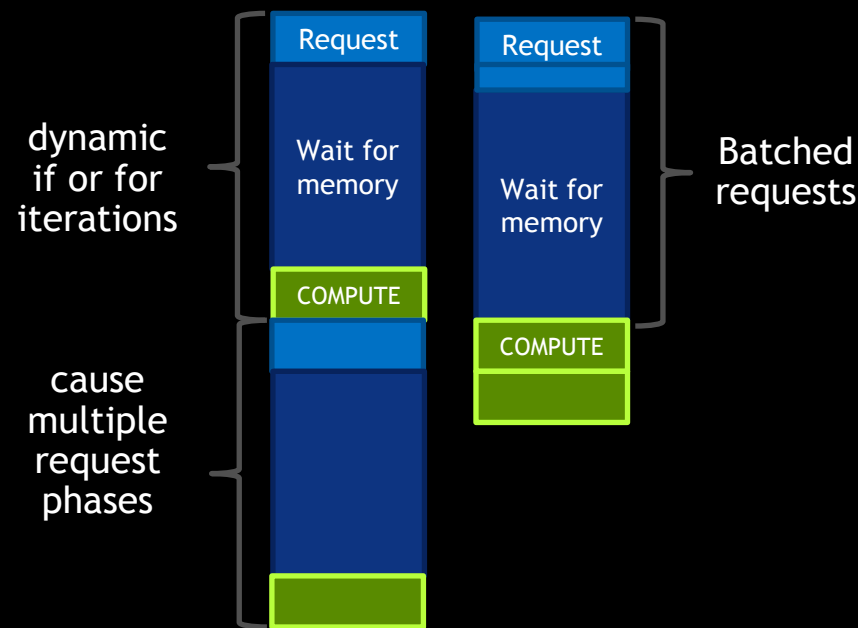 dynamic
if or for
iterations
cause
multiple
request
phases
Request
Wait for
memory
COMPUTE
Request
Wait for
memory
COMPUTE
Batched
requests